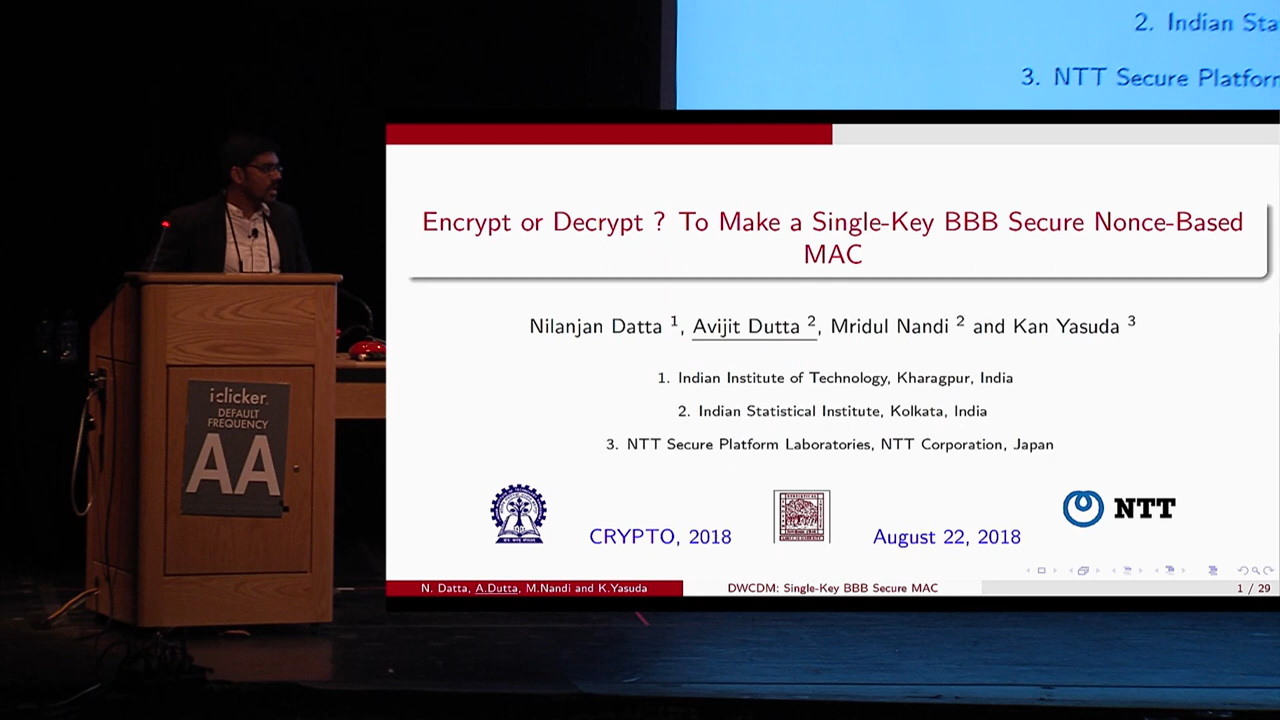 2. Indian Sta
3. NTT Secure Platfor
Encrypt or Decrypt ? To Make a Single-Key BBB Secure Nonce-Based
MAC
Nilanjan Datta 1, Avijit Dutta 2, Mridul Nandi 2 and Kan Yasuda 3
1. Indian Institute of Technology, Kharagpur, India
2. Indian Statistical Institute, Kolkata, India
3. NTT Secure Platform Laboratories, NTT Corporation, Japan
NTT
CRYPTO, 2018
August 22, 2018
N. Datta, A.Dutta, M.Nandi and K.Yasuda
DWCDM: Single-Key BBB Secure MAC
1 / 29
iclicker.
DEFAULT
FREQUENCY
AA